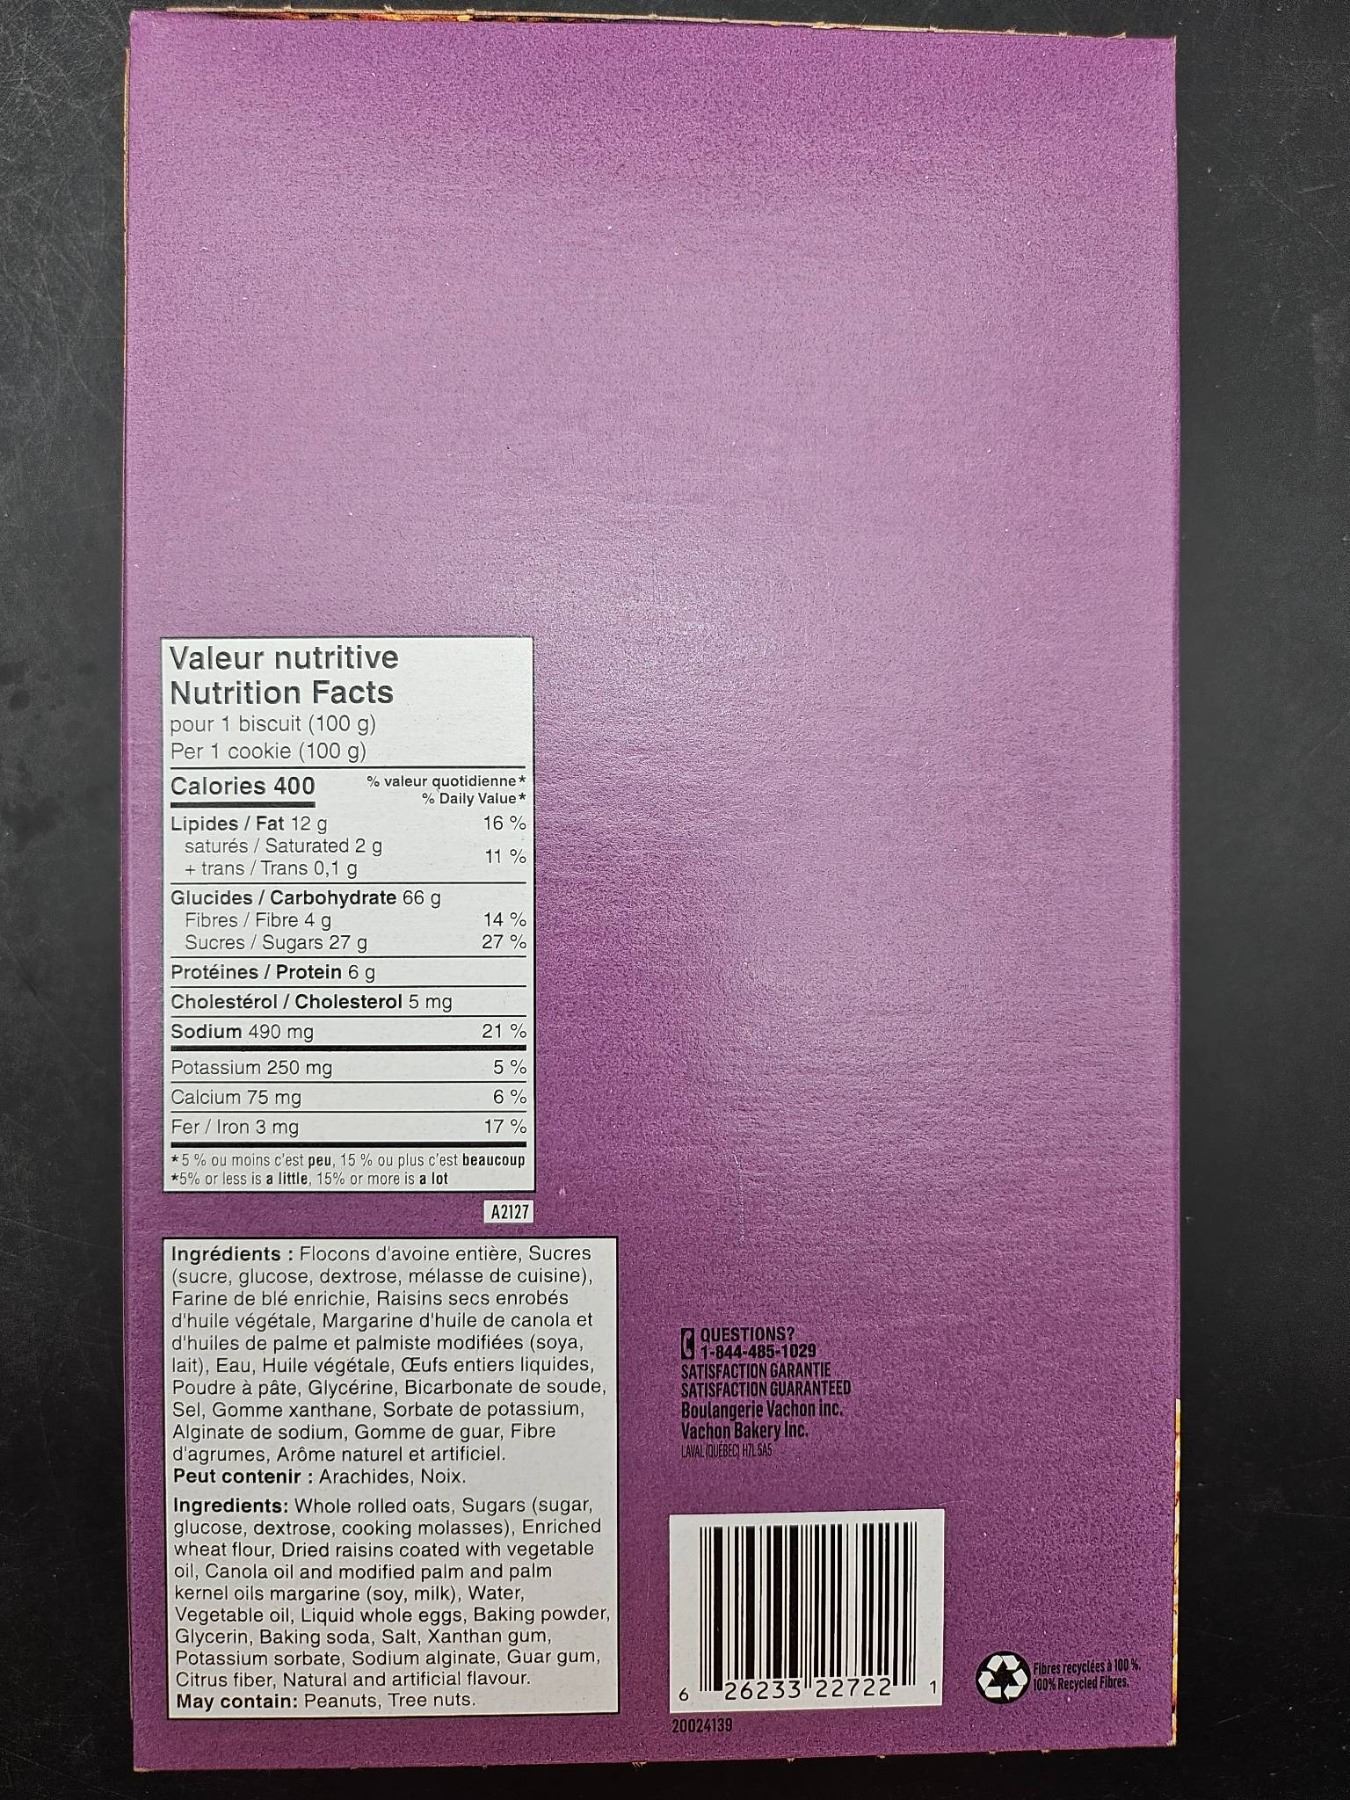 Valeur nutritive
Nutrition Facts
pour 1 biscuit (100 g)
Per 1 cookie (100 g)
Calories 400
% valeur quotidienne*
% Daily Value*
Lipides / Fat 12 g 16 %
saturés / Saturated 2 g
+ trans / Trans 0,1 g
11 %
Glucides / Carbohydrate 66 g
Fibres / Fibre 4 g 14 %
Sucres / Sugars 27 g 27 %
Protéines / Protein 6 g
Cholestérol / Cholesterol 5 mg
Sodium 490 mg 21 %
Potassium 250 mg 5 %
Calcium 75 mg 6 %
Fer / Iron 3 mg 17 %
*5 % ou moins c'est peu, 15 % ou plus c'est beaucoup
*5% or less is a little, 15% or more is a lot
A2127
Ingrédients : Flocons d'avoine entière, Sucres
(sucre, glucose, dextrose, mélasse de cuisine),
Farine de blé enrichie, Raisins secs enrobés
d'huile végétale, Margarine d'huile de canola et
d'huiles de palme et palmiste modifiées (soya,
lait), Eau, Huile végétale, Œufs entiers liquides,
Poudre à pâte, Glycérine, Bicarbonate de soude,
Sel, Gomme xanthane, Sorbate de potassium,
Alginate de sodium, Gomme de guar, Fibre
d'agrumes, Arôme naturel et artificiel.
Peut contenir : Arachides, Noix.
Ingredients: Whole rolled oats, Sugars (sugar,
glucose, dextrose, cooking molasses), Enriched
wheat flour, Dried raisins coated with vegetable
oil, Canola oil and modified palm and palm
kernel oils margarine (soy, milk), Water,
Vegetable oil, Liquid whole eggs, Baking powder,
Glycerin, Baking soda, Salt, Xanthan gum,
Potassium sorbate, Sodium alginate, Guar gum,
Citrus fiber, Natural and artificial flavour.
May contain: Peanuts, Tree nuts.
QUESTIONS?
1-844-485-1029
SATISFACTION GARANTIE
SATISFACTION GUARANTEED
Boulangerie Vachon inc.
Vachon Bakery Inc.
LAVAL (QUÉBEC) H7L 5A5
6 26233 22722 1
20024139
Fibres recyclées à 100 %.
100% Recycled Fibres.